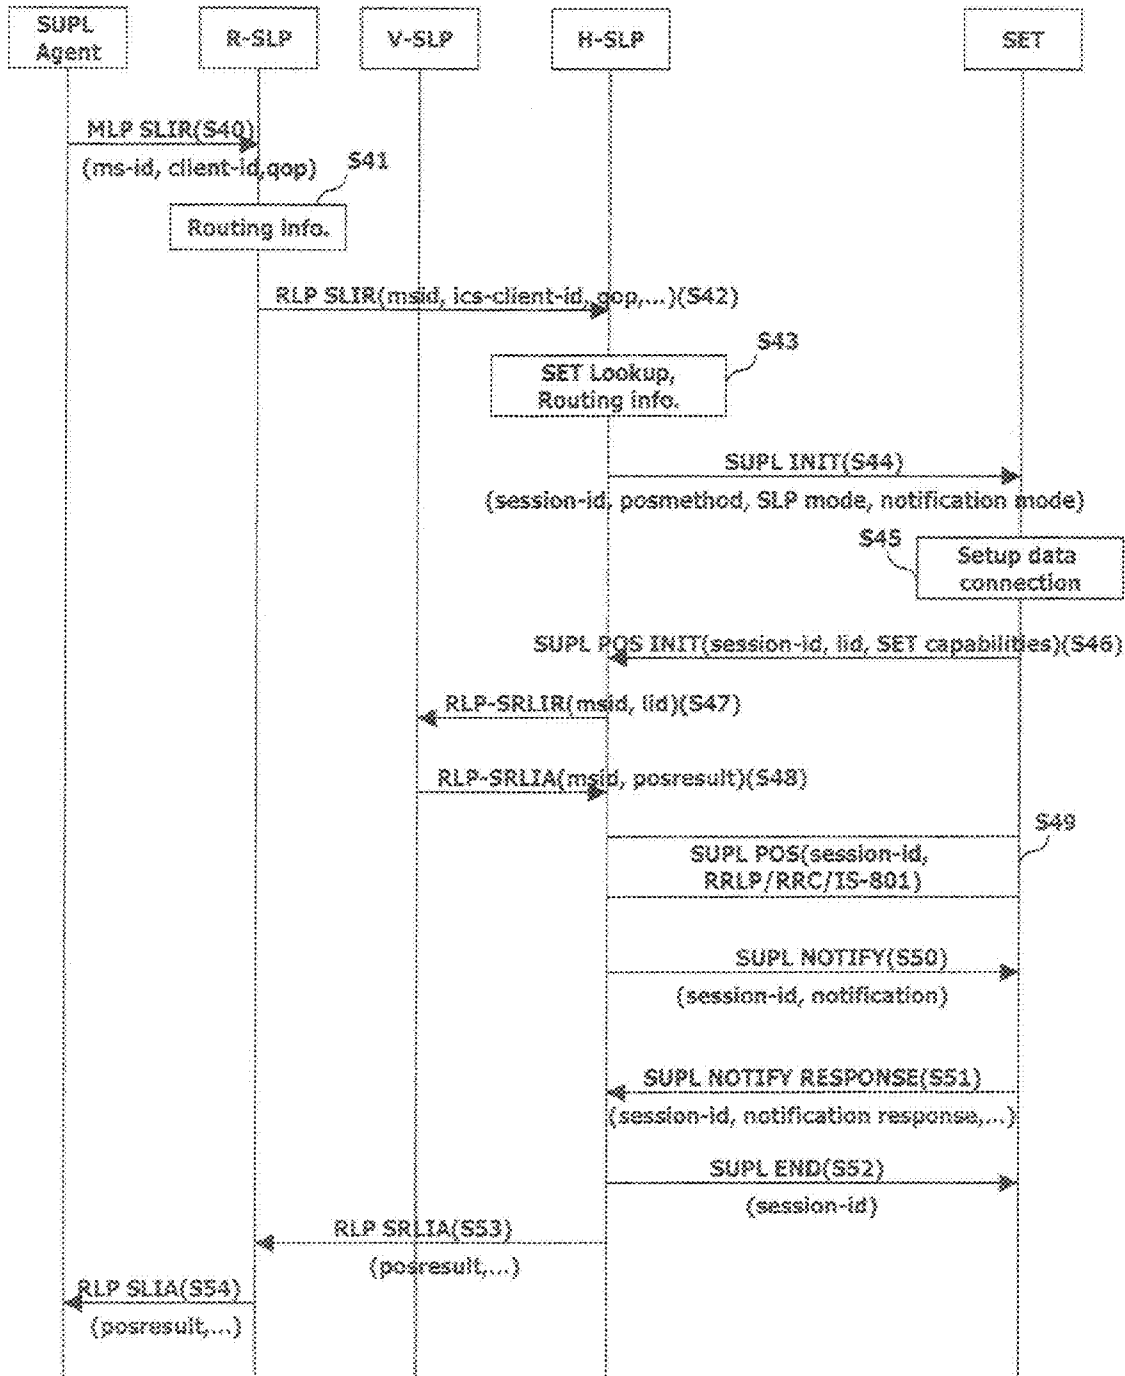 SUPL
Agent
R-SLP
V-SLP
H-SLP
SET
MLP SLIR(S40)
(ms-id, client-id,qop)
S41
Routing info.
RLP SLIR(msid, ics-client-id, qop,...)(S42)
S43
SET Lookup,
Routing info.
SUPL INIT(S44)
(session-id, posmethod, SLP mode, notification mode)
S45
Setup data
connection
SUPL POS INIT(session-id, lid, SET capabilities)(S46)
RLP-SRLIR(msid, lid)(S47)
RLP-SRLIA(msid, posresult)(S48)
S49
SUPL POS(session-id,
RRLP/RRC/IS-801)
SUPL NOTIFY(S50)
(session-id, notification)
SUPL NOTIFY RESPONSE(S51)
(session-id, notification response,...)
SUPL END(S52)
(session-id)
RLP SRLIA(S53)
(posresult,...)
RLP SLIA(S54)
(posresult,...)